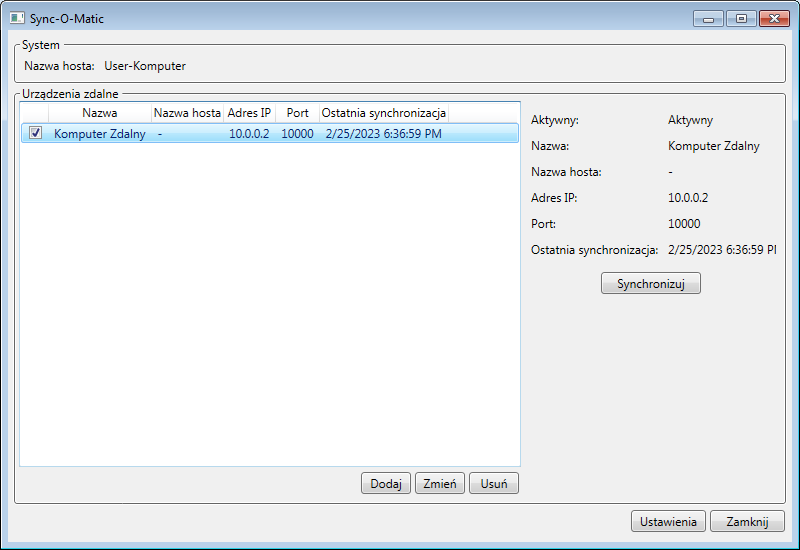 Sync-O-Matic
System
Nazwa hosta: User-Komputer
Urządzenia zdalne
Nazwa Nazwa hosta Adres IP Port Ostatnia synchronizacja
Komputer Zdalny - 10.0.0.2 10000 2/25/2023 6:36:59 PM
Aktywny: Aktywny
Nazwa: Komputer Zdalny
Nazwa hosta: -
Adres IP: 10.0.0.2
Port: 10000
Ostatnia synchronizacja: 2/25/2023 6:36:59 P
Synchronizuj
Dodaj Zmień Usuń
Ustawienia Zamknij